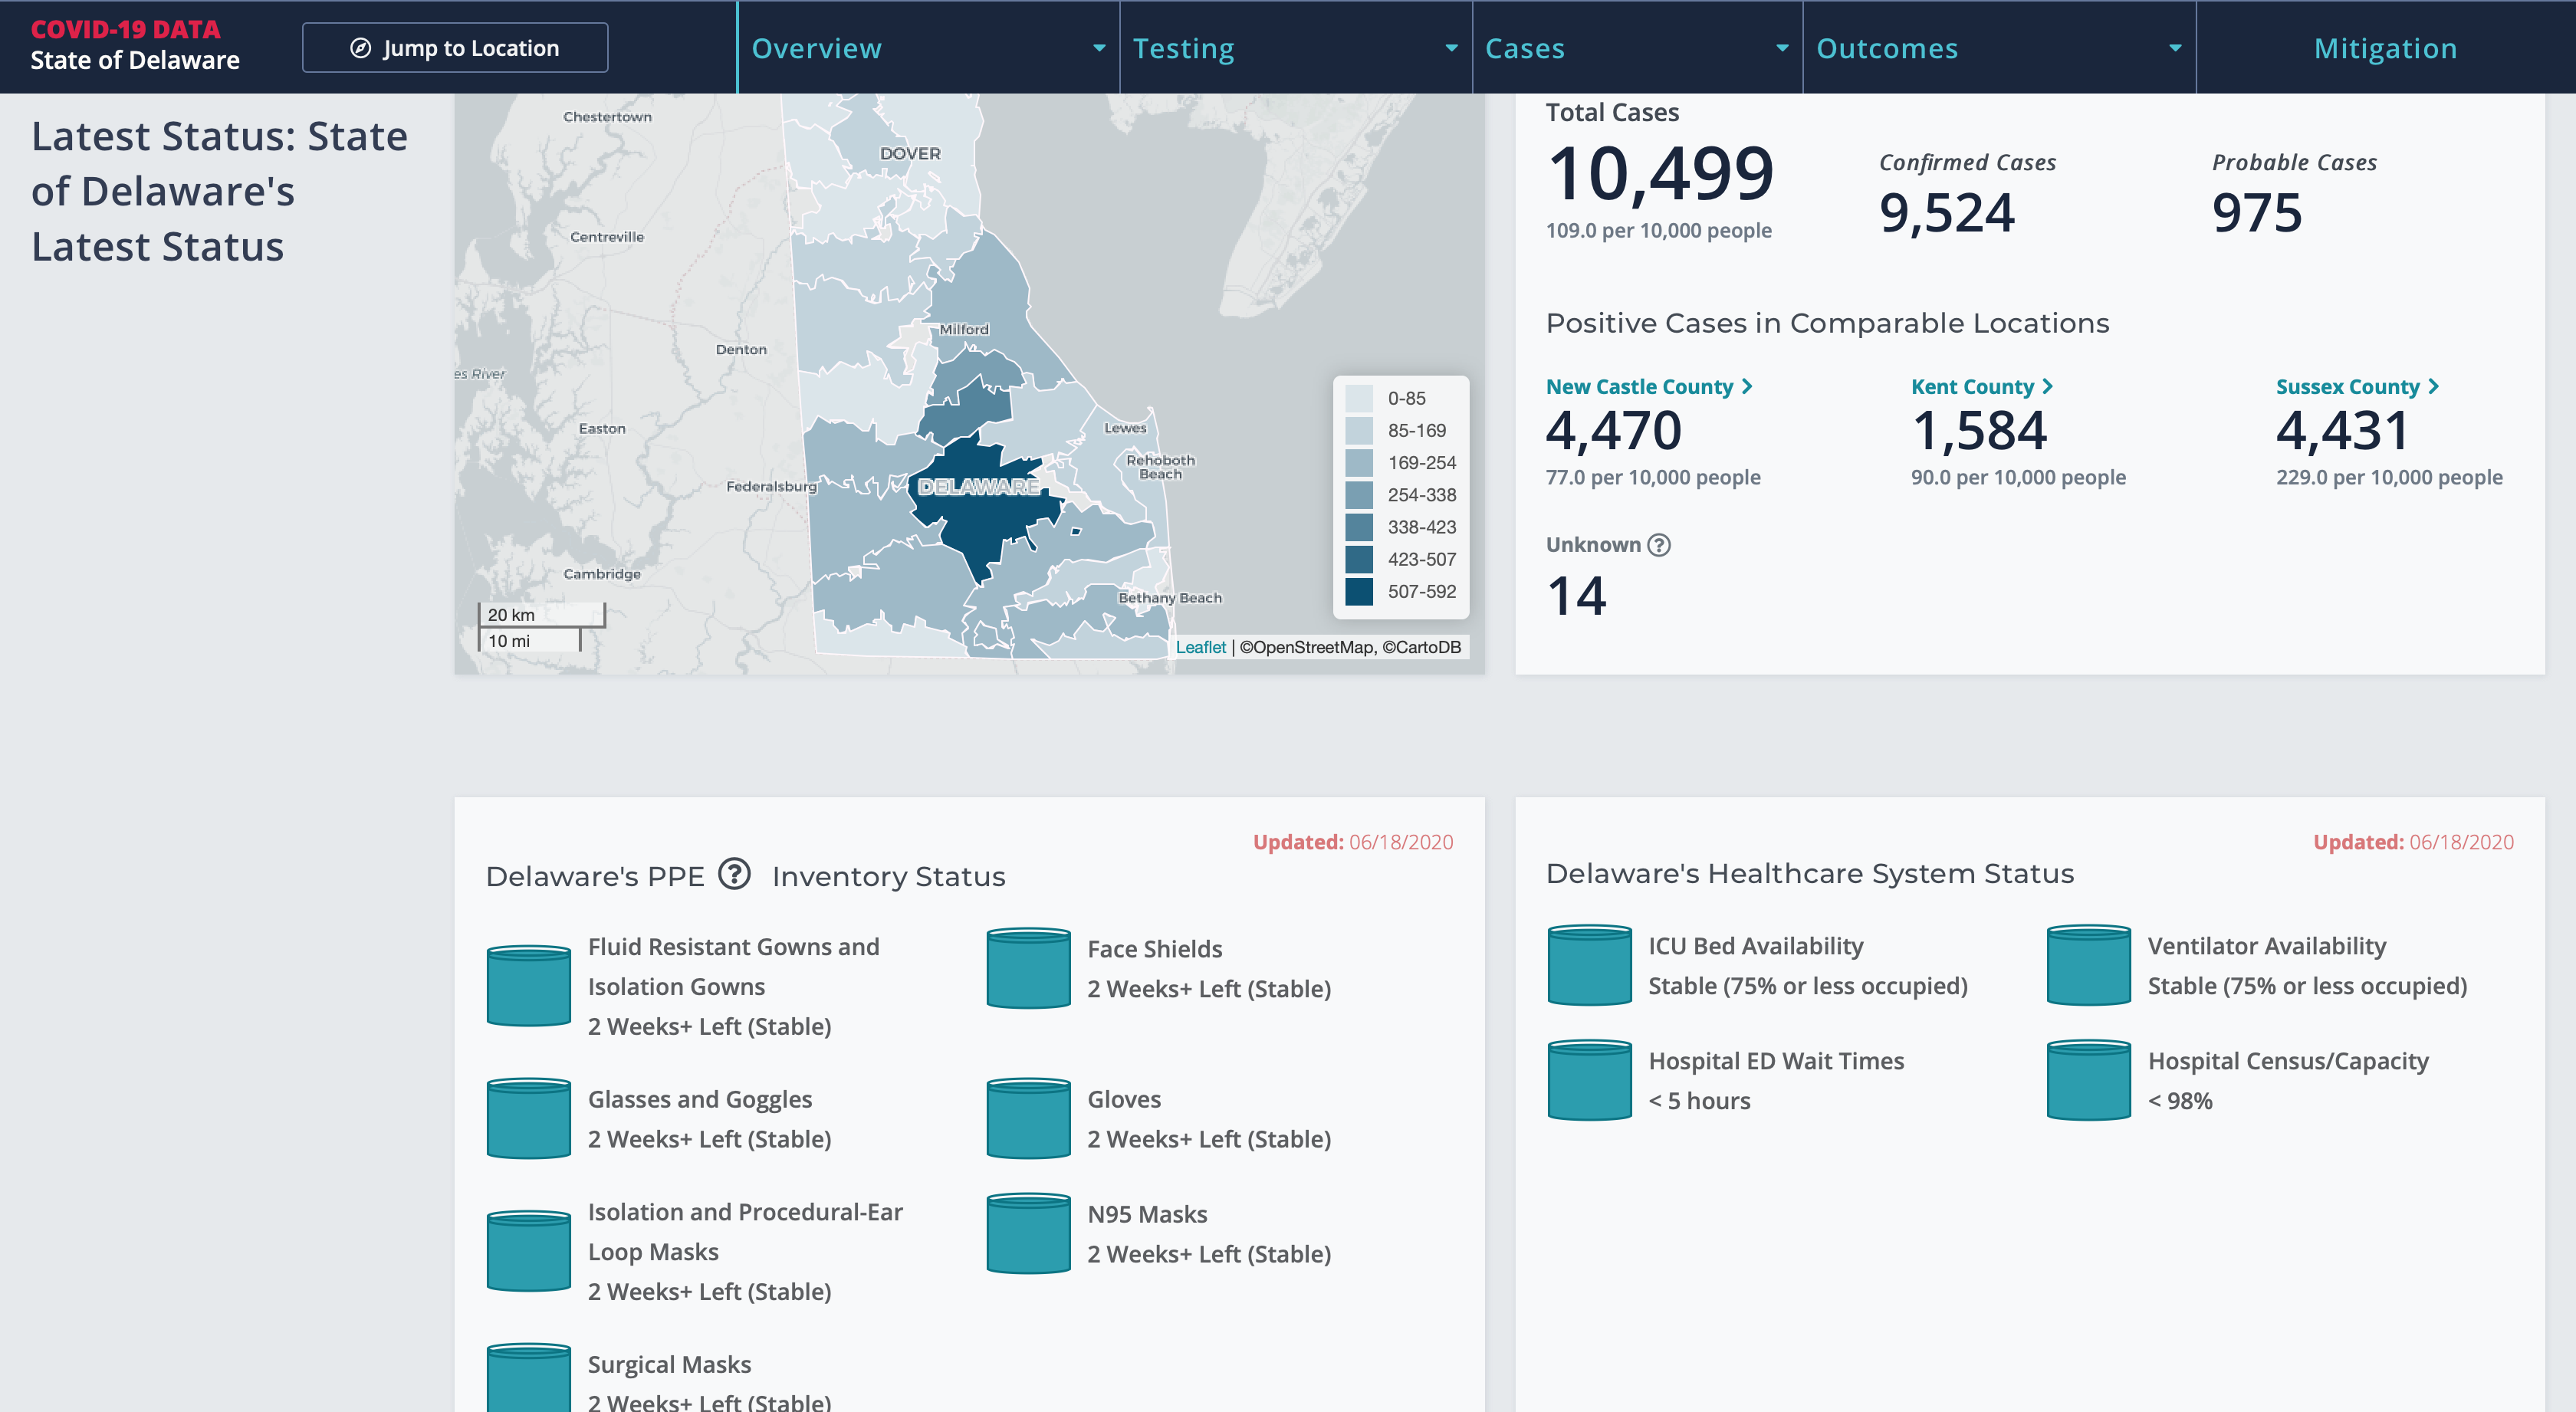 COVID-19 DATA
State of Delaware
Jump to Location
Overview
Testing
Cases
Outcomes
Mitigation
Latest Status: State
of Delaware's
Latest Status
Chestertown
DOVER
Centreville
Milford
Denton
es River
Easton
Lewes
Rehoboth
Beach
Federalsburg
DELAWARE
Cambridge
Bethany Beach
20 km
10 mi
0-85
85-169
169-254
254-338
338-423
423-507
507-592
Leaflet | ©OpenStreetMap, ©CartoDB
Total Cases
10,499
109.0 per 10,000 people
Confirmed Cases
9,524
Probable Cases
975
Positive Cases in Comparable Locations
New Castle County
4,470
77.0 per 10,000 people
Kent County
1,584
90.0 per 10,000 people
Sussex County
4,431
229.0 per 10,000 people
Unknown ?
14
Updated: 06/18/2020
Delaware's PPE ? Inventory Status
Fluid Resistant Gowns and
Isolation Gowns
2 Weeks+ Left (Stable)
Face Shields
2 Weeks+ Left (Stable)
Glasses and Goggles
2 Weeks+ Left (Stable)
Gloves
2 Weeks+ Left (Stable)
Isolation and Procedural-Ear
Loop Masks
2 Weeks+ Left (Stable)
N95 Masks
2 Weeks+ Left (Stable)
Surgical Masks
2 Weeks+ Left (Stable)
Updated: 06/18/2020
Delaware's Healthcare System Status
ICU Bed Availability
Stable (75% or less occupied)
Ventilator Availability
Stable (75% or less occupied)
Hospital ED Wait Times
< 5 hours
Hospital Census/Capacity
< 98%